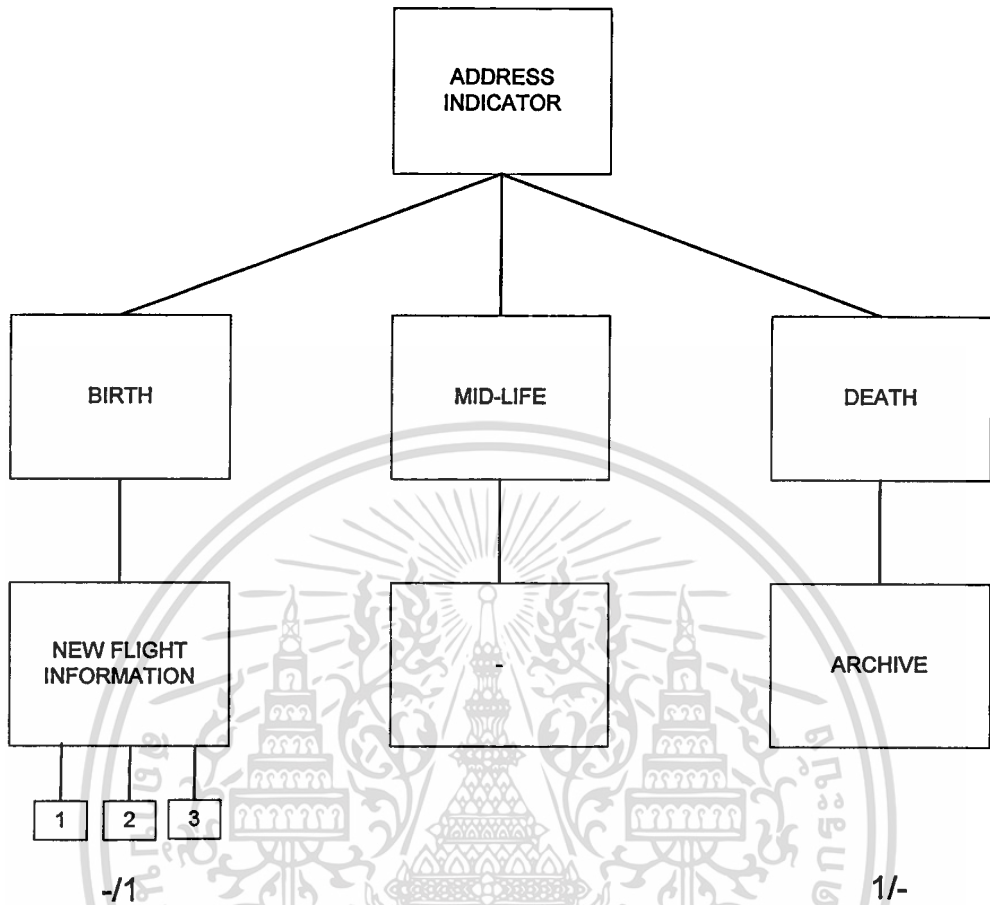 ADDRESS
INDICATOR
BIRTH
MID-LIFE
DEATH
NEW FLIGHT
INFORMATION
-
ARCHIVE
1
2
3
-/1
1/-